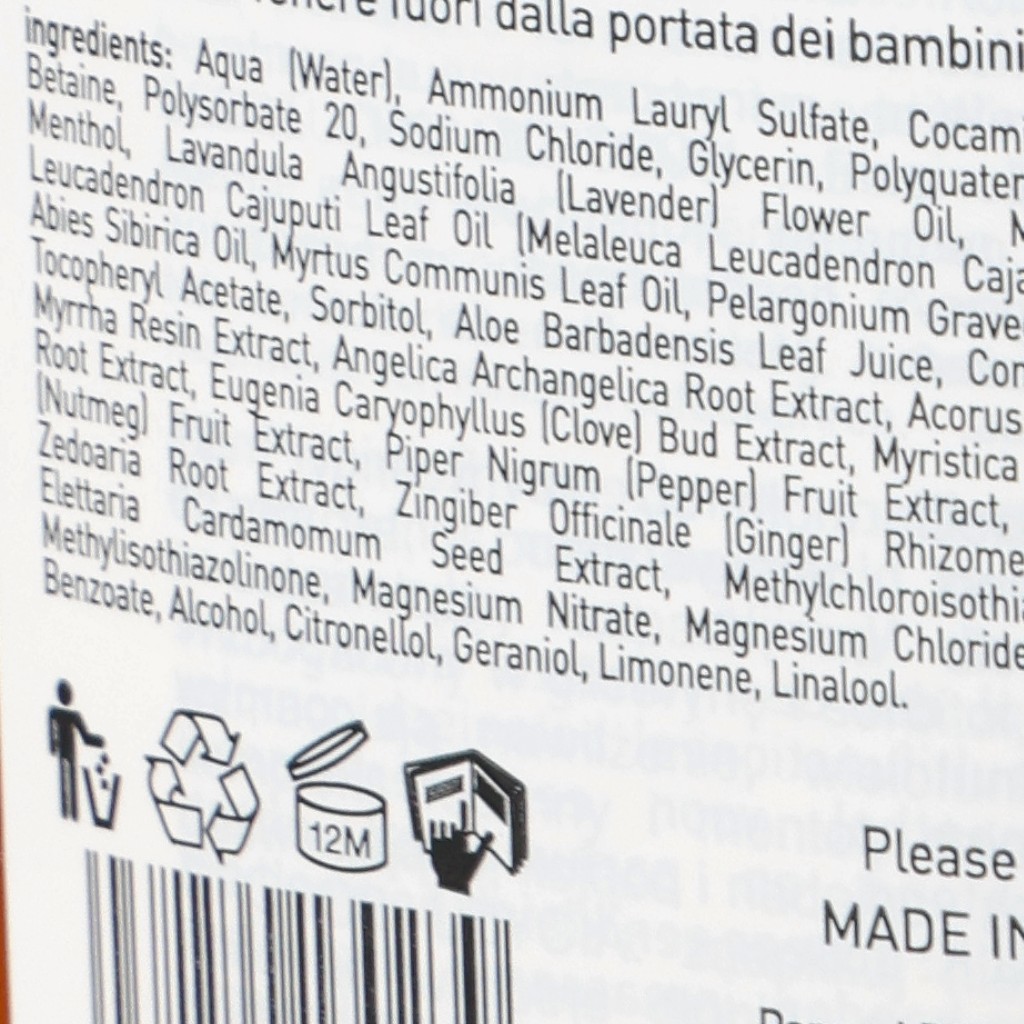 fuori dalla portata dei bambini
ingredients: Aqua (Water), Ammonium Lauryl Sulfate, Cocam
Betaine, Polysorbate 20, Sodium Chloride, Glycerin, Polyquater
Menthol, Lavandula Angustifolia (Lavender) Flower Oil, M
Leucadendron Cajuputi Leaf Oil (Melaleuca Leucadendron Caja
Abies Sibirica Oil, Myrtus Communis Leaf Oil, Pelargonium Grave
Tocopheryl Acetate, Sorbitol, Aloe Barbadensis Leaf Juice, Com
Myrrha Resin Extract, Angelica Archangelica Root Extract, Acorus
Root Extract, Eugenia Caryophyllus (Clove) Bud Extract, Myristica
(Nutmeg) Fruit Extract, Piper Nigrum (Pepper) Fruit Extract,
Zedoaria Root Extract, Zingiber Officinale (Ginger) Rhizome
Elettaria Cardamomum Seed Extract, Methylchloroisothia
Methylisothiazolinone, Magnesium Nitrate, Magnesium Chloride
Benzoate, Alcohol, Citronellol, Geraniol, Limonene, Linalool.
12M
Please
MADE IN